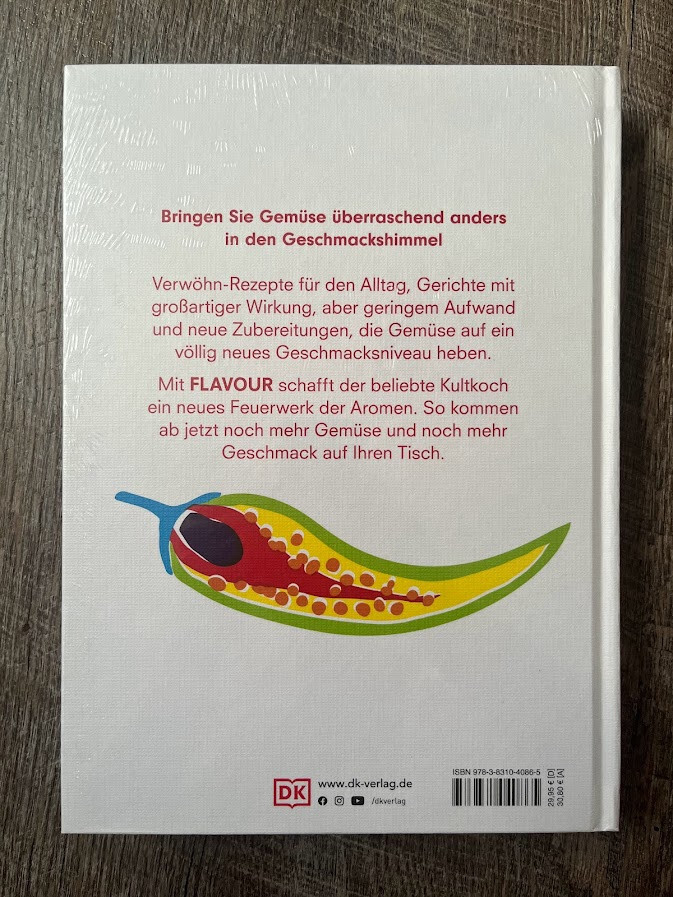 Bringen Sie Gemüse überraschend anders
in den Geschmackshimmel
Verwöhn-Rezepte für den Alltag, Gerichte mit
großartiger Wirkung, aber geringem Aufwand
und neue Zubereitungen, die Gemüse auf ein
völlig neues Geschmacksniveau heben.
Mit FLAVOUR schafft der beliebte Kultkoch
ein neues Feuerwerk der Aromen. So kommen
ab jetzt noch mehr Gemüse und noch mehr
Geschmack auf Ihren Tisch.
DK
www.dk-verlag.de
/dkverlag
ISBN 978-3-8310-4086-5
29,95 € [D]
30,80 € [A]